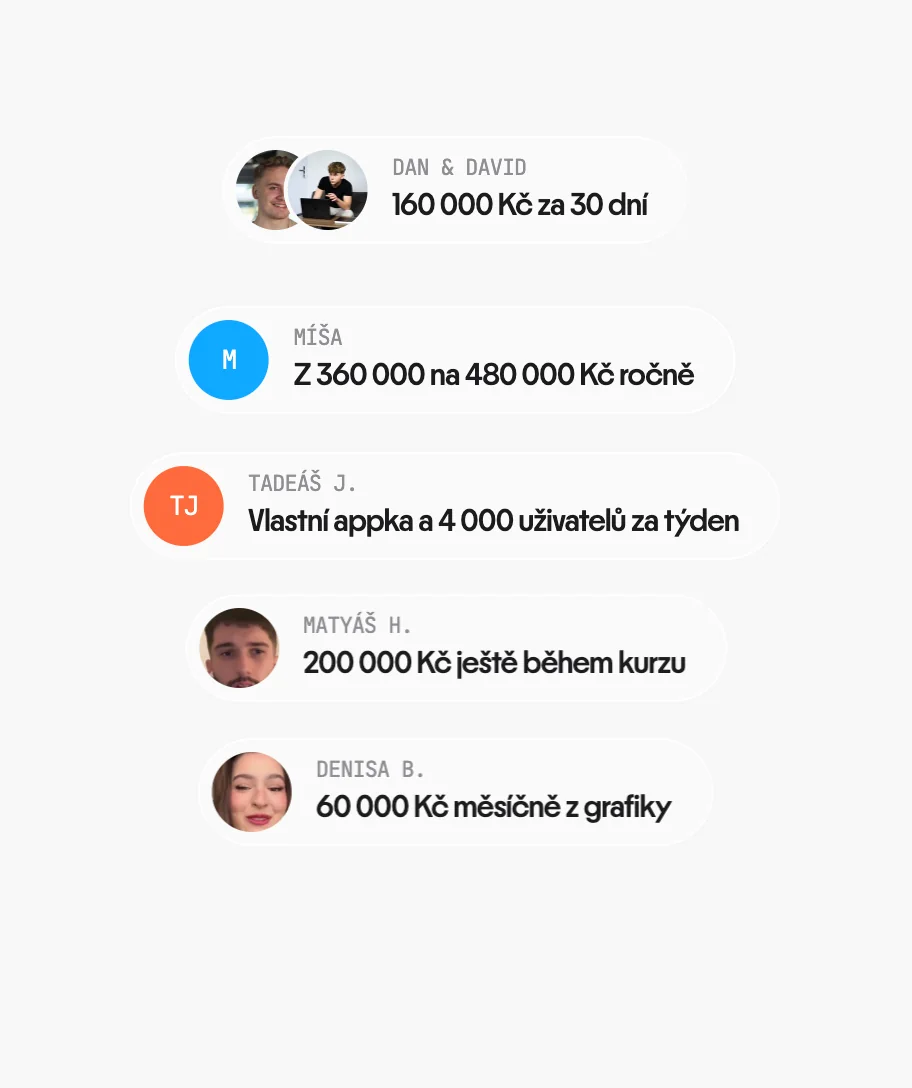 DAN & DAVID
160 000 Kč za 30 dní
M
MÍŠA
Z 360 000 na 480 000 Kč ročně
TJ
TADEÁŠ J.
Vlastní appka a 4 000 uživatelů za týden
MATYÁŠ H.
200 000 Kč ještě během kurzu
DENISA B.
60 000 Kč měsíčně z grafiky